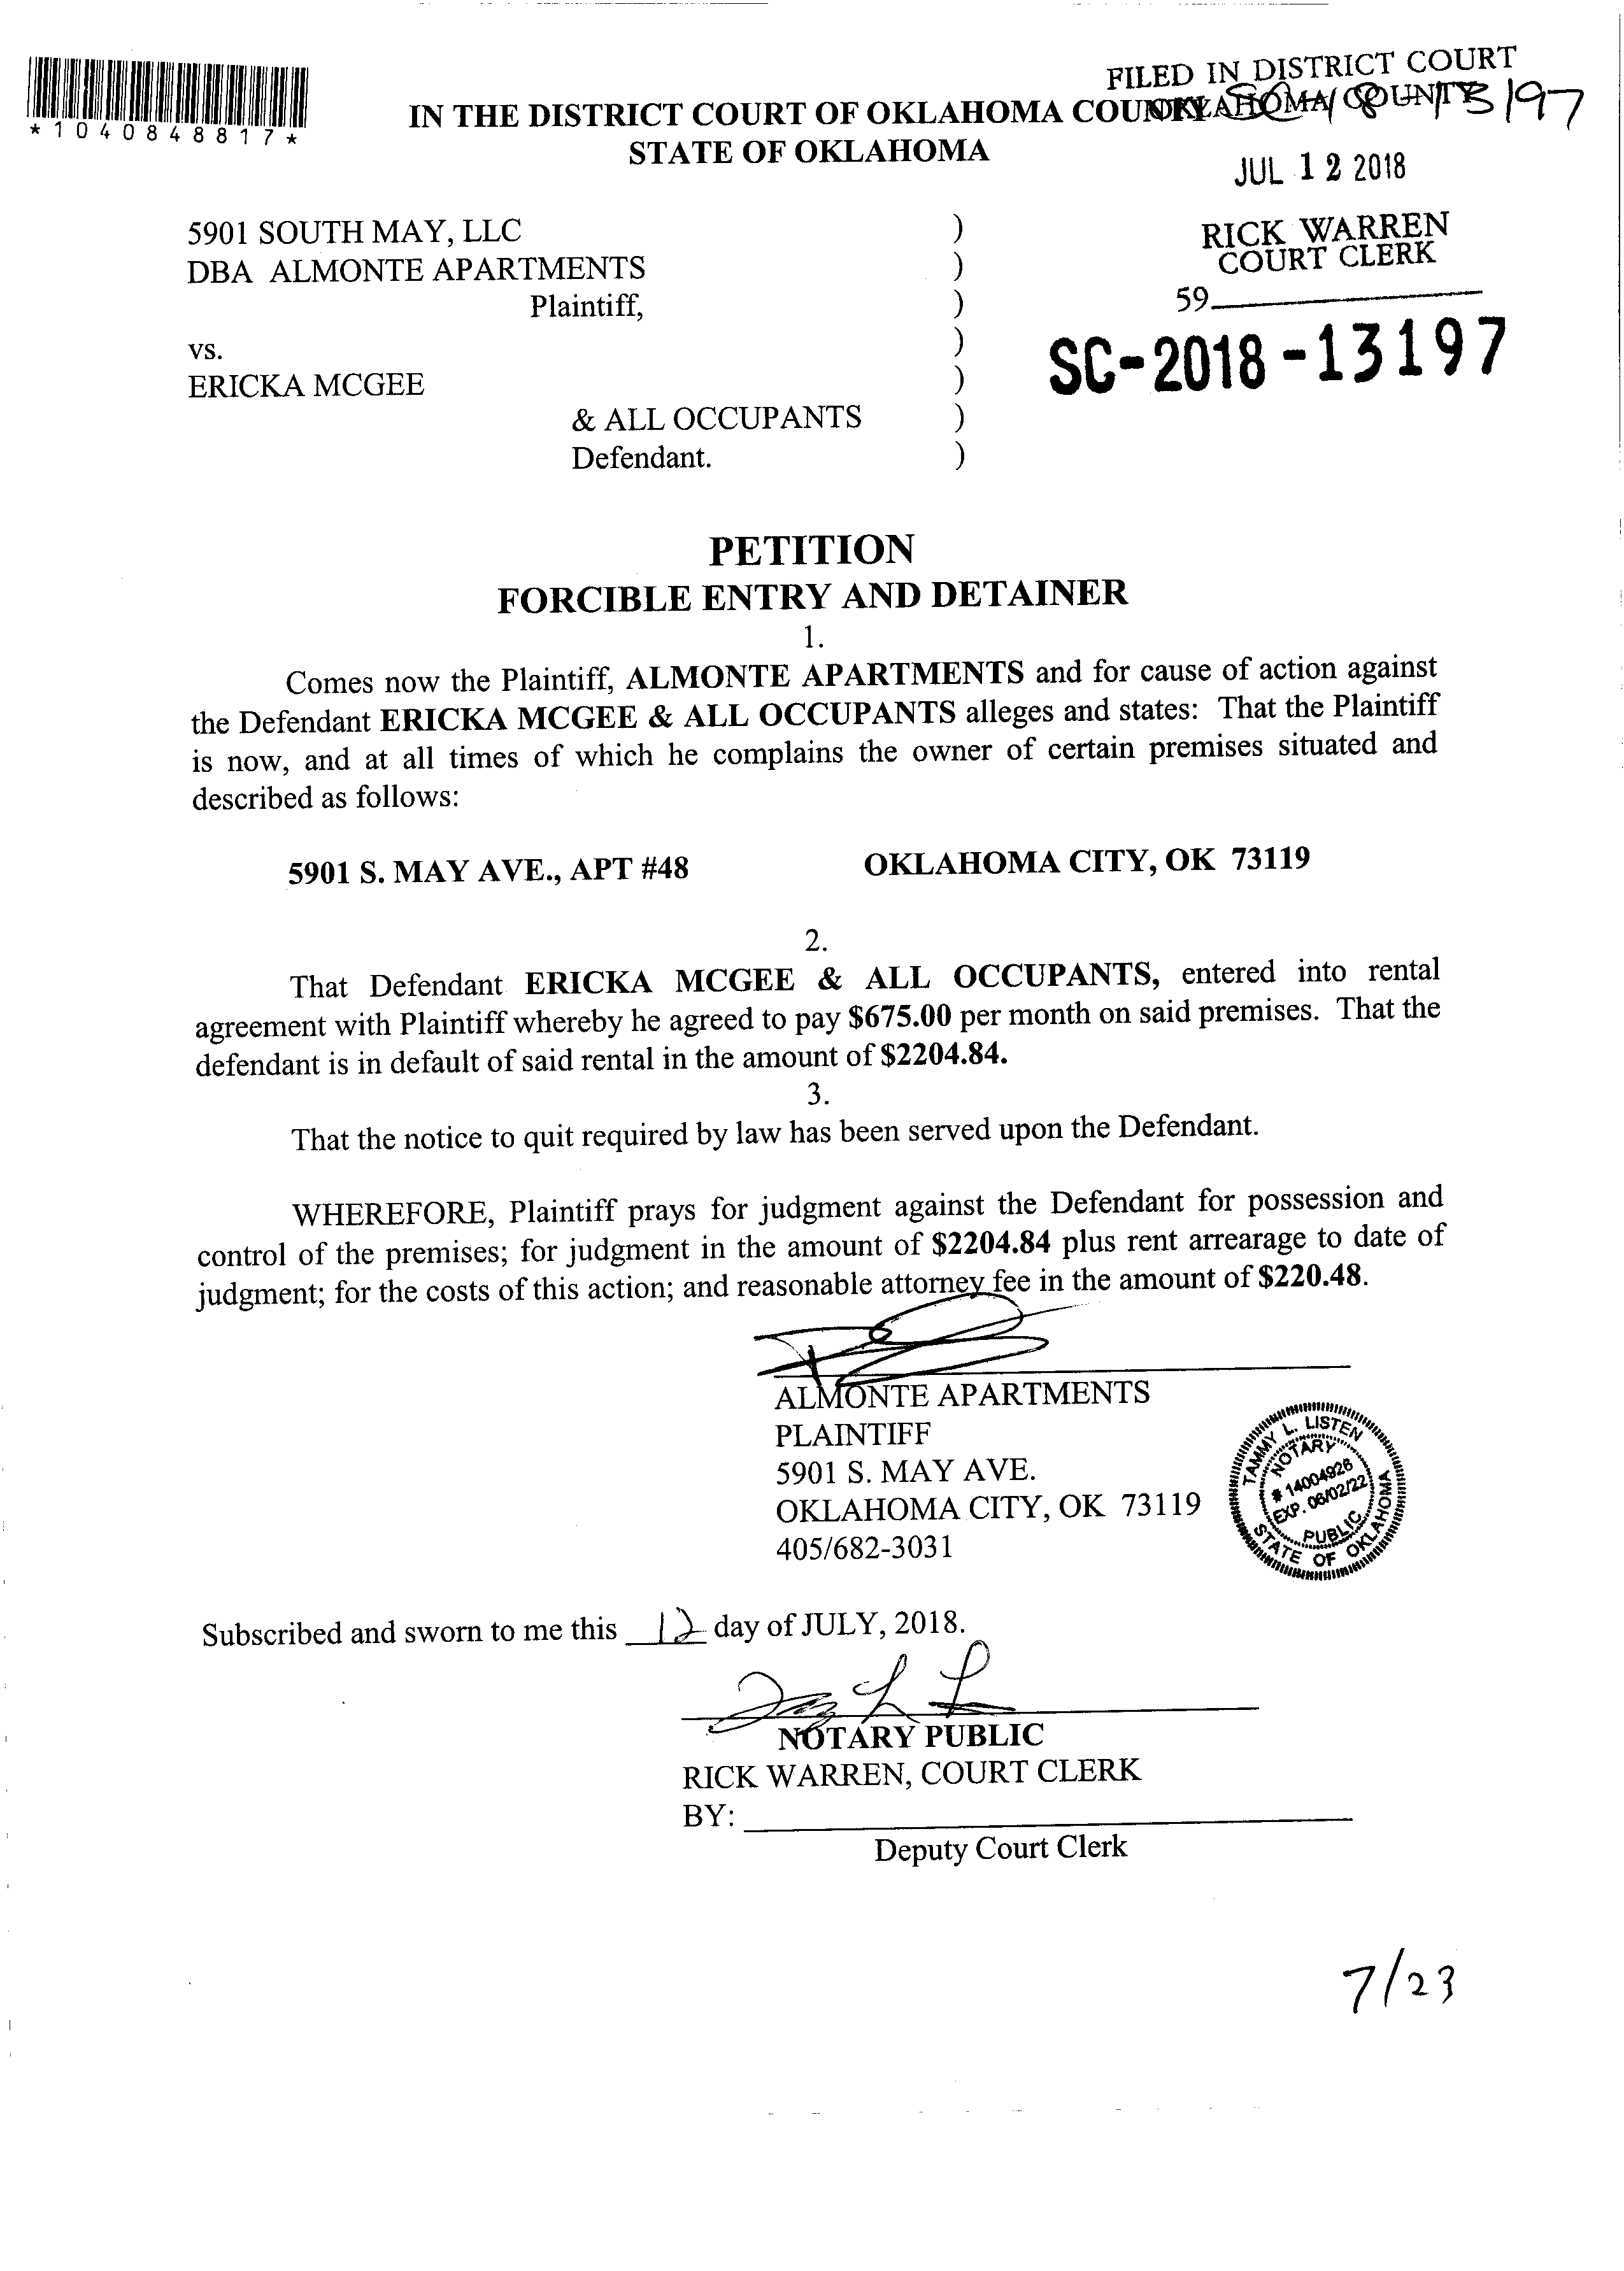 FILED IN DISTRICT COURT
OKLAHOMA COUNTY
SC-18-13197
*1040848817*
IN THE DISTRICT COURT OF OKLAHOMA COUNTY
STATE OF OKLAHOMA
JUL 12 2018
RICK WARREN
COURT CLERK
59
SC-2018-13197
5901 SOUTH MAY, LLC )
DBA ALMONTE APARTMENTS )
Plaintiff, )
vs. )
ERICKA MCGEE )
& ALL OCCUPANTS )
Defendant. )
PETITION
FORCIBLE ENTRY AND DETAINER
1.
Comes now the Plaintiff, ALMONTE APARTMENTS and for cause of action against
the Defendant ERICKA MCGEE & ALL OCCUPANTS alleges and states: That the Plaintiff
is now, and at all times of which he complains the owner of certain premises situated and
described as follows:
5901 S. MAY AVE., APT #48 OKLAHOMA CITY, OK 73119
2.
That Defendant ERICKA MCGEE & ALL OCCUPANTS, entered into rental
agreement with Plaintiff whereby he agreed to pay $675.00 per month on said premises. That the
defendant is in default of said rental in the amount of $2204.84.
3.
That the notice to quit required by law has been served upon the Defendant.
WHEREFORE, Plaintiff prays for judgment against the Defendant for possession and
control of the premises; for judgment in the amount of $2204.84 plus rent arrearage to date of
judgment; for the costs of this action; and reasonable attorney fee in the amount of $220.48.
ALMONTE APARTMENTS
PLAINTIFF
5901 S. MAY AVE.
OKLAHOMA CITY, OK 73119
405/682-3031
TAMMY L. LISTEN
NOTARY
# 14004926
EXP. 06/02/22
PUBLIC
STATE OF OKLAHOMA
Subscribed and sworn to me this 12 day of JULY, 2018.
NOTARY PUBLIC
RICK WARREN, COURT CLERK
BY:
Deputy Court Clerk
7/23